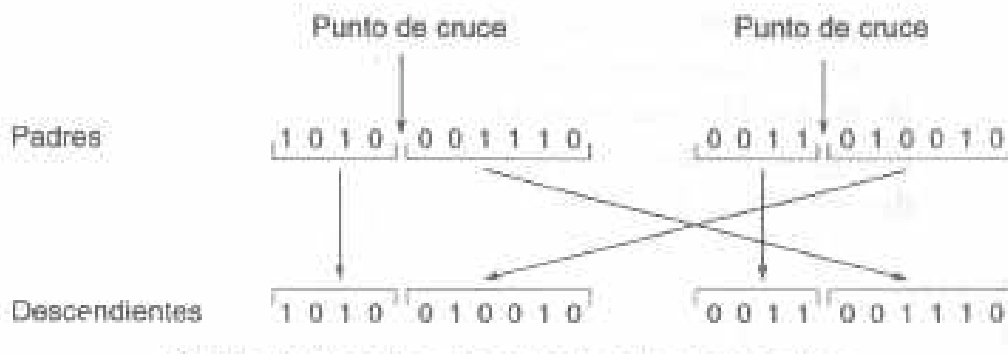 Punto de cruce Punto de cruce
Padres 1 0 1 0 0 0 1 1 1 0 0 0 1 1 0 1 0 0 1 0
Descendientes 1 0 1 0 0 1 0 0 1 0 0 0 1 1 0 0 1 1 1 0